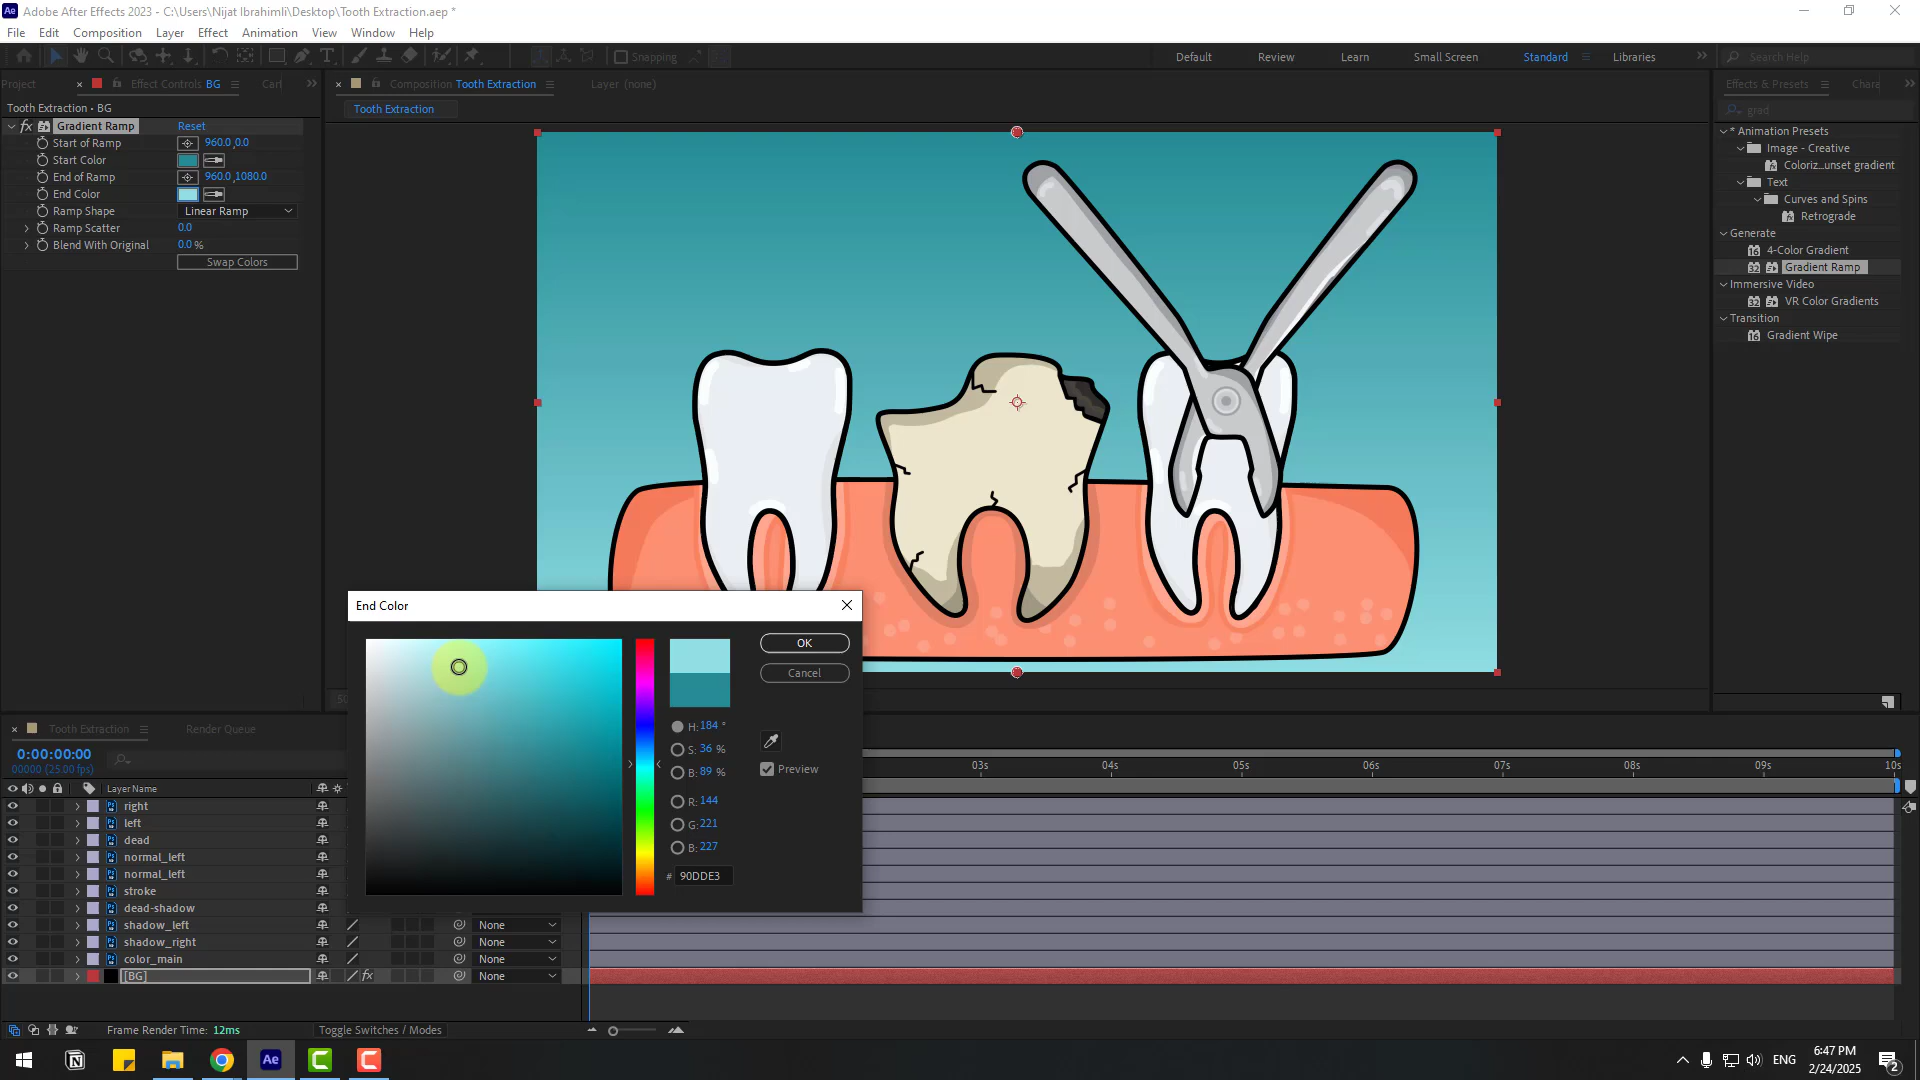 Adobe After Effects 2023 - C:\Users\Nijat Ibrahimli\Desktop\Tooth Extraction.aep *
File Edit Composition Layer Effect Animation View Window Help
Snapping
Default Review Learn Small Screen Standard Libraries Search Help
Project Effect Controls BG
Composition Tooth Extraction Layer (none)
Effects & Presets
Tooth Extraction • BG
Tooth Extraction
grad
fx Gradient Ramp Reset
Start of Ramp 960.0,0.0
Start Color
End of Ramp 960.0,1080.0
End Color
Ramp Shape Linear Ramp
Ramp Scatter 0.0
Blend With Original 0.0 %
Swap Colors
* Animation Presets
Image - Creative
Coloriz...unset gradient
Text
Curves and Spins
Retrograde
Generate
4-Color Gradient
Gradient Ramp
Immersive Video
VR Color Gradients
Transition
Gradient Wipe
End Color
OK
Cancel
H: 184 °
S: 36 %
B: 89 %
Preview
R: 144
G: 221
B: 227
# 90DDE3
Tooth Extraction Render Queue
0:00:00:00
00000 (25.00 fps)
03s 04s 05s 06s 07s 08s 09s 10s
Layer Name
right
left
dead
normal_left
normal_left
stroke
dead-shadow
shadow_left None
shadow_right None
color_main None
[BG] fx None
Frame Render Time: 12ms Toggle Switches / Modes
ENG
6:47 PM
2/24/2025
2